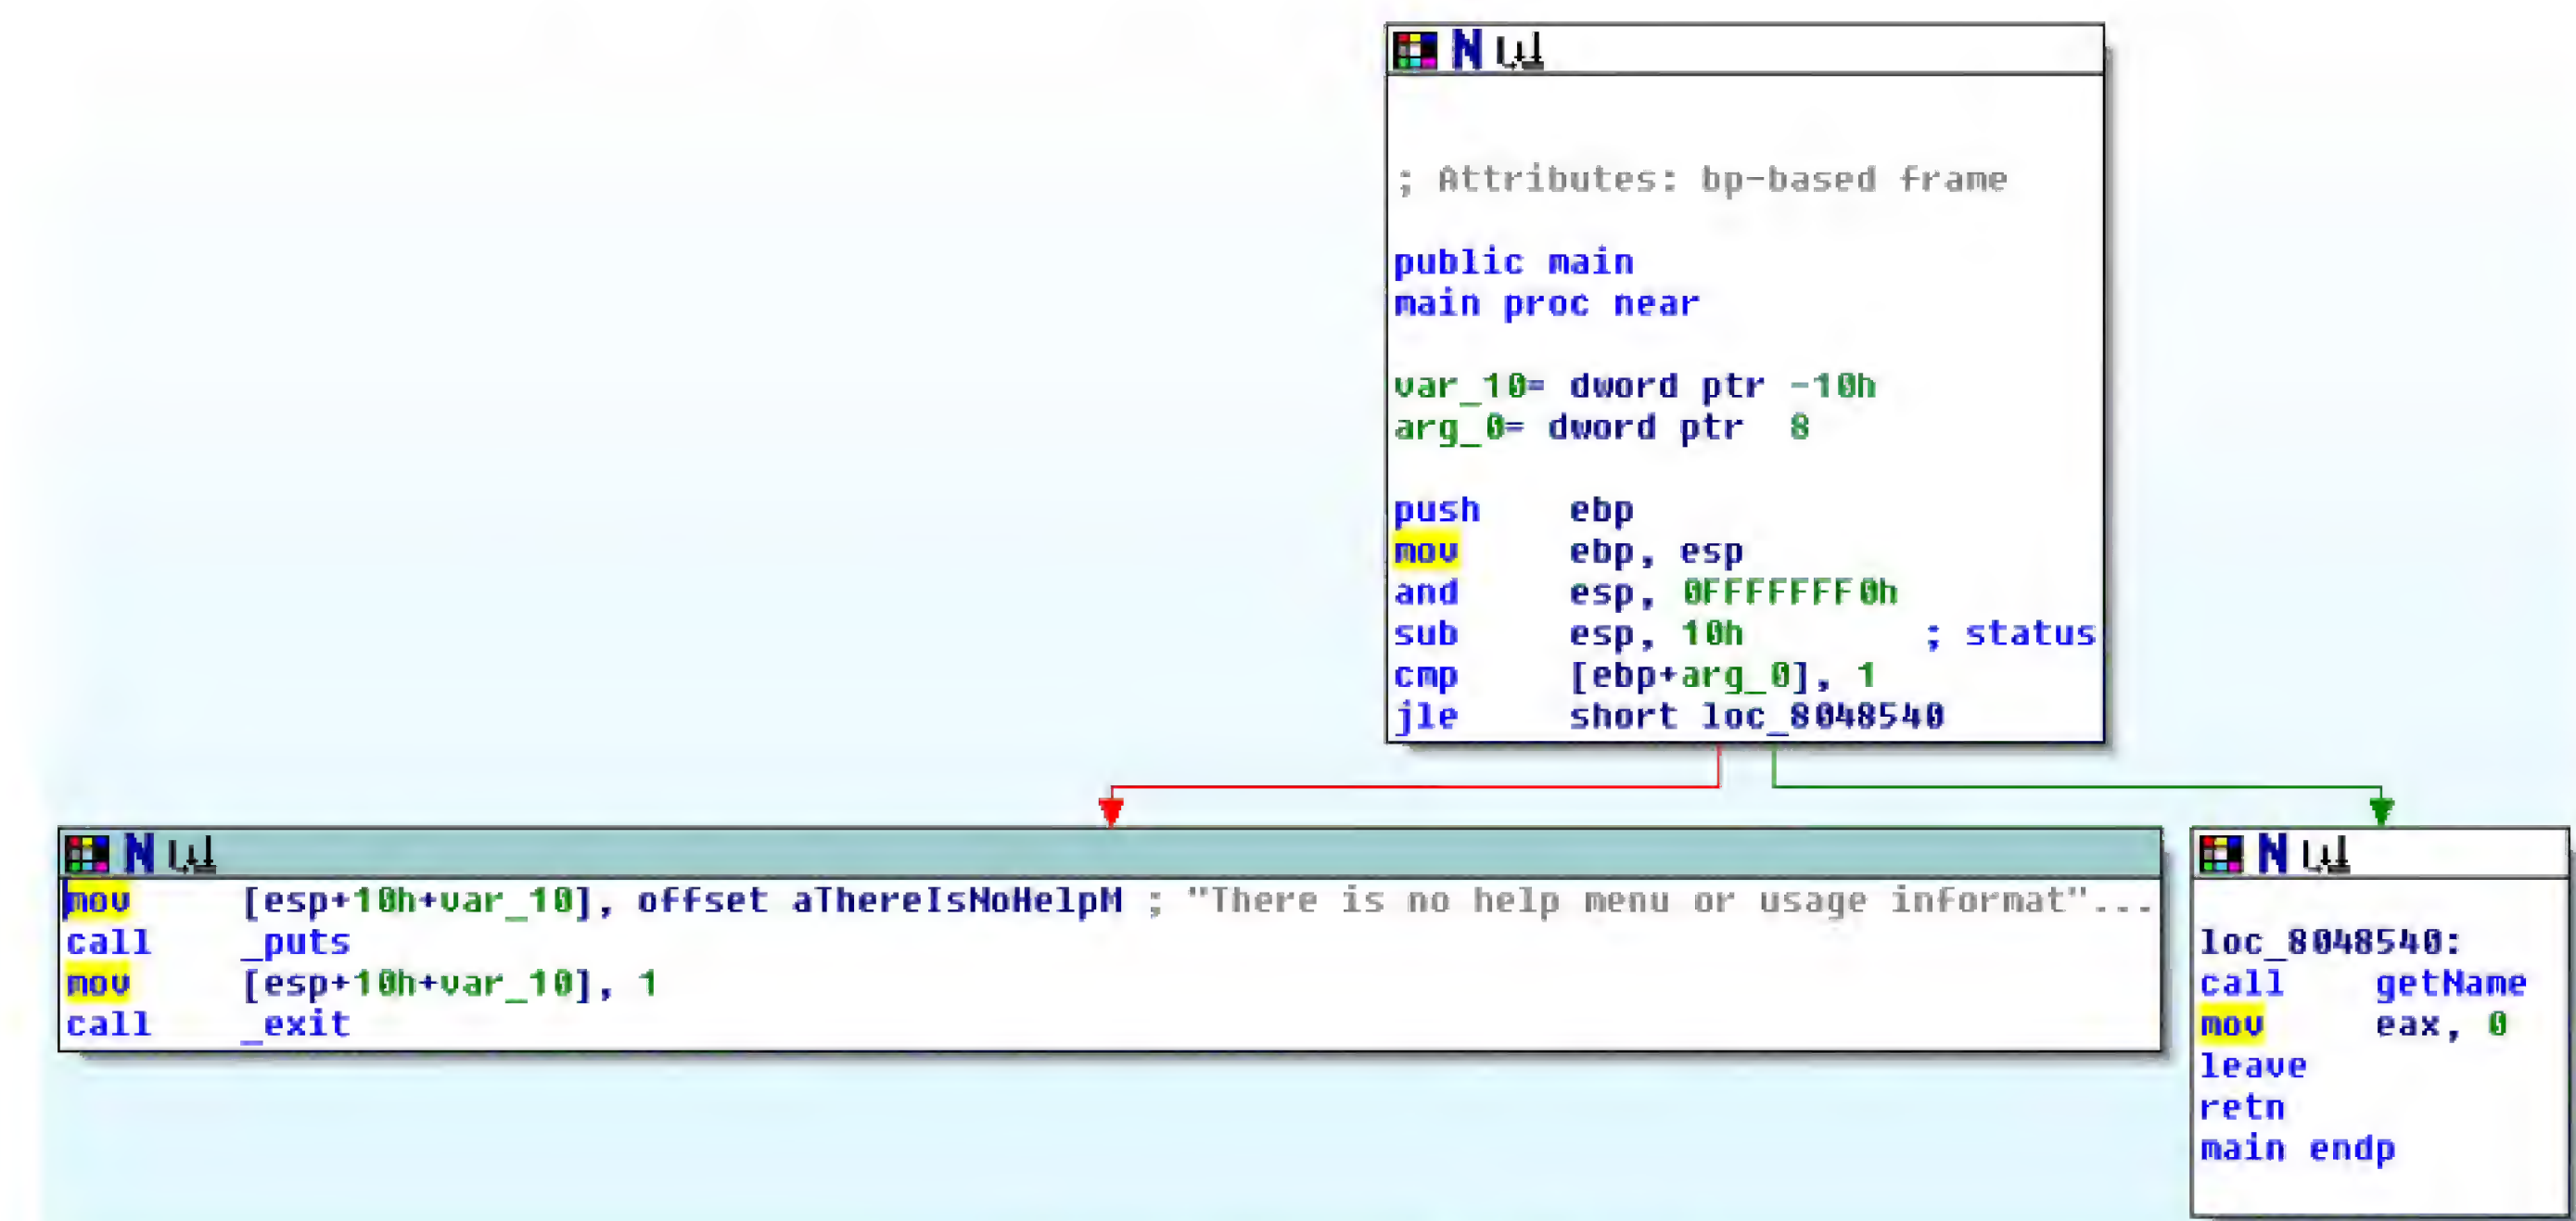 ; Attributes: bp-based frame
public main
main proc near
var_10= dword ptr -10h
arg_0= dword ptr  8
push    ebp
mov     ebp, esp
and     esp, 0FFFFFFF0h
sub     esp, 10h        ; status
cmp     [ebp+arg_0], 1
jle     short loc_8048540
mov     [esp+10h+var_10], offset aThereIsNoHelpM ; "There is no help menu or usage informat"...
call    _puts
mov     [esp+10h+var_10], 1
call    _exit
loc_8048540:
call    getName
mov     eax, 0
leave
retn
main endp